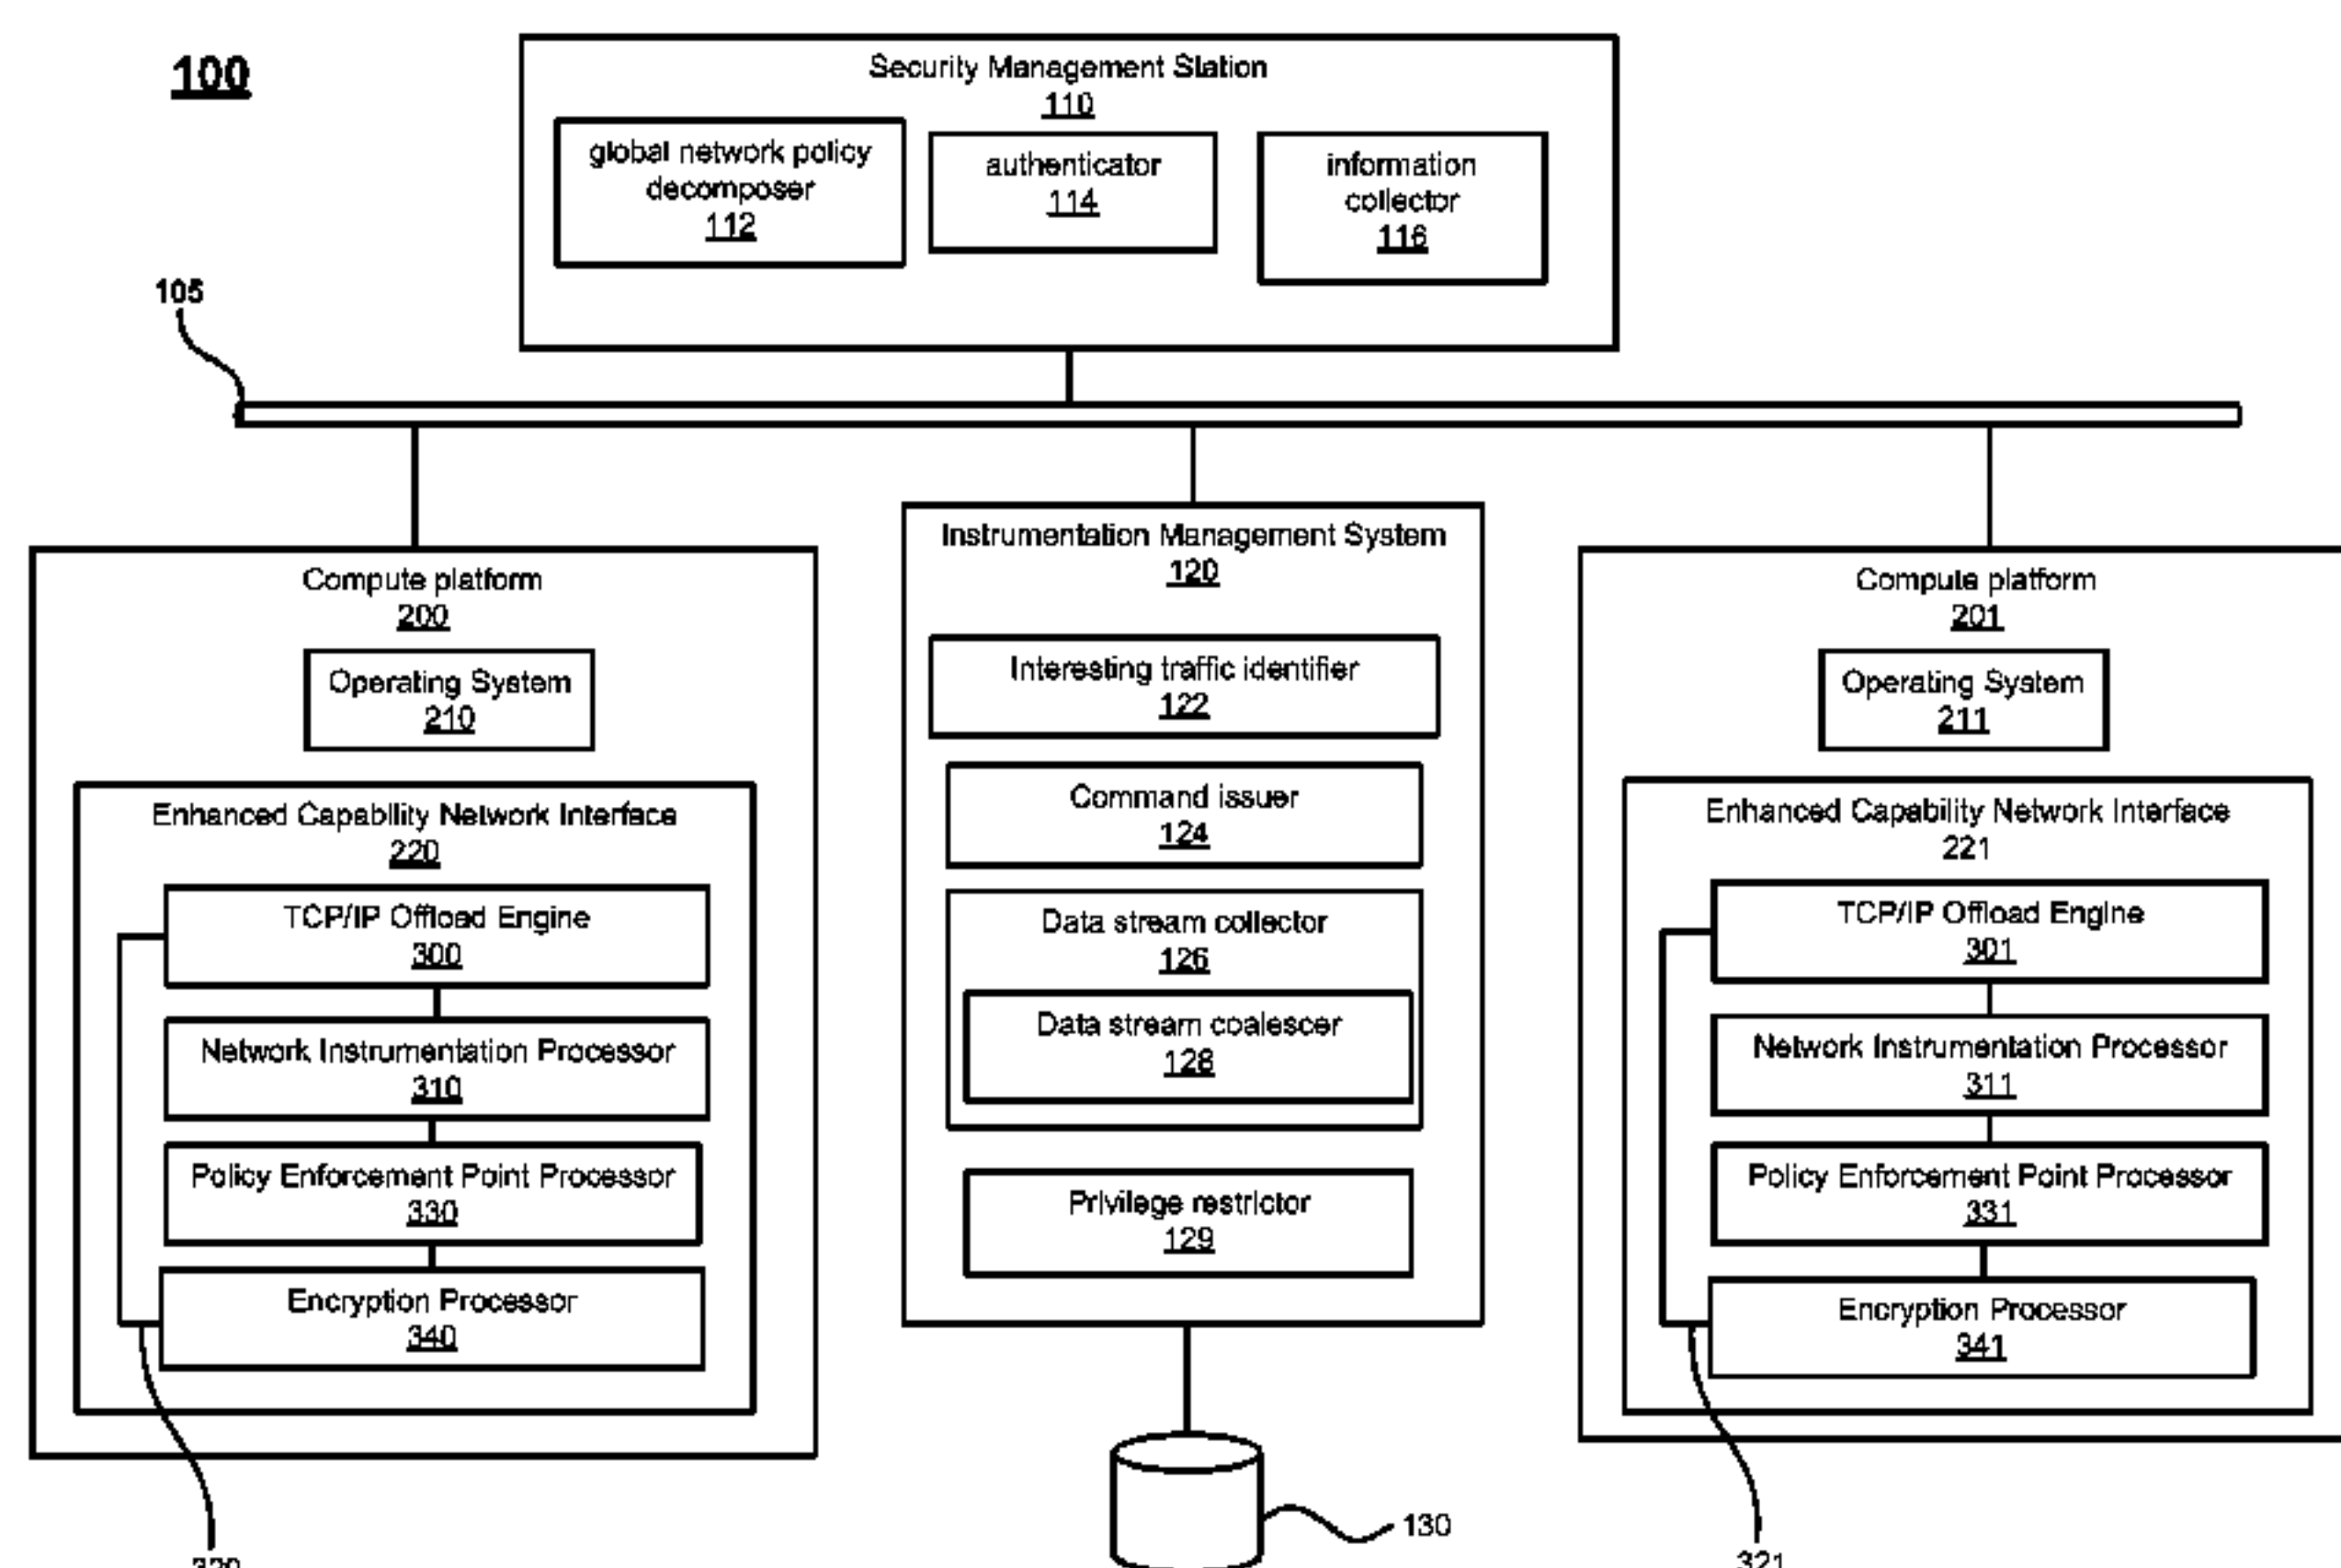 100
Security Management Station
110
global network policy
decomposer
112
authenticator
114
information
collector
116
105
Compute platform
200
Operating System
210
Enhanced Capability Network Interface
220
TCP/IP Offload Engine
300
Network Instrumentation Processor
310
Policy Enforcement Point Processor
330
Encryption Processor
340
Instrumentation Management System
120
Interesting traffic identifier
122
Command issuer
124
Data stream collector
126
Data stream coalescer
128
Privilege restrictor
129
130
Compute platform
201
Operating System
211
Enhanced Capability Network Interface
221
TCP/IP Offload Engine
301
Network Instrumentation Processor
311
Policy Enforcement Point Processor
331
Encryption Processor
341
321